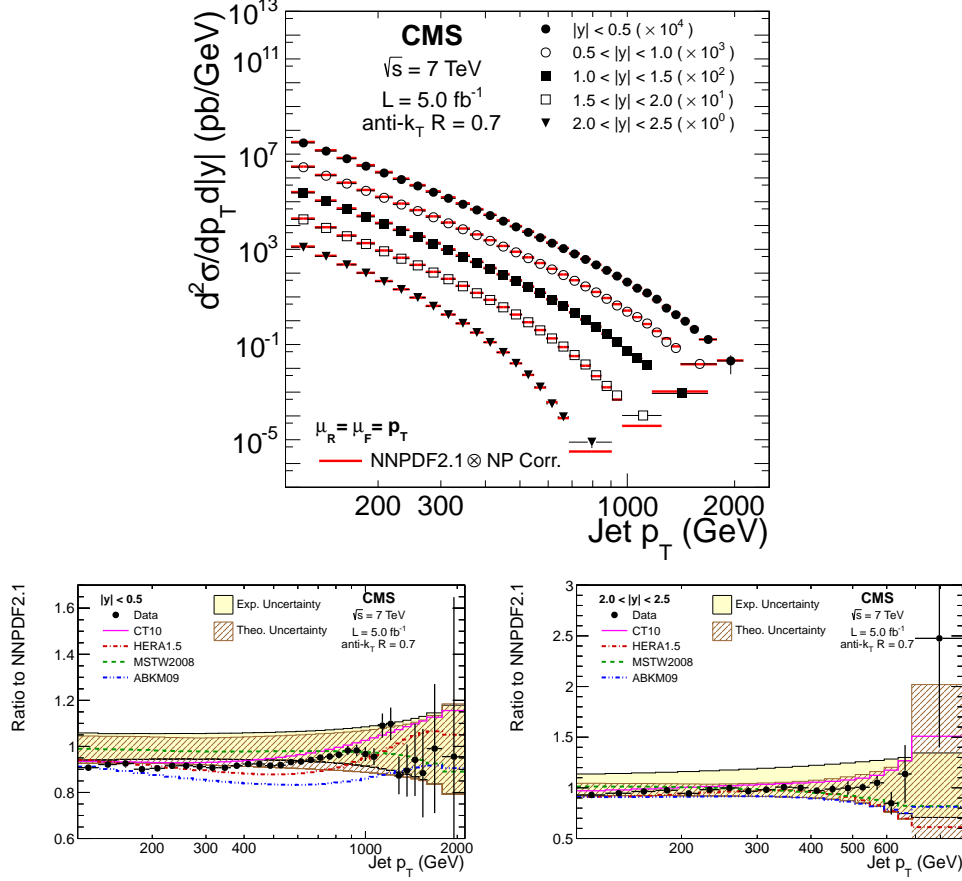 CMS
√s = 7 TeV
L = 5.0 fb⁻¹
anti-k_T R = 0.7
|y| < 0.5 ( × 10⁴ )
0.5 < |y| < 1.0 ( × 10³ )
1.0 < |y| < 1.5 ( × 10² )
1.5 < |y| < 2.0 ( × 10¹ )
2.0 < |y| < 2.5 ( × 10⁰ )
d²σ/dp_T d|y| (pb/GeV)
10¹³
10¹¹
10⁷
10³
10⁻¹
10⁻⁵
μ_R = μ_F = p_T
NNPDF2.1 ⊗ NP Corr.
200 300 1000 2000
Jet p_T (GeV)
Ratio to NNPDF2.1
1.6
1.4
1.2
1
0.8
0.6
|y| < 0.5
Data
CT10
HERA1.5
MSTW2008
ABKM09
Exp. Uncertainty
Theo. Uncertainty
CMS
√s = 7 TeV
L = 5.0 fb⁻¹
anti-k_T R = 0.7
200 300 400 1000 2000
Jet p_T (GeV)
Ratio to NNPDF2.1
3
2.5
2
1.5
1
0.5
2.0 < |y| < 2.5
Data
CT10
HERA1.5
MSTW2008
ABKM09
Exp. Uncertainty
Theo. Uncertainty
CMS
√s = 7 TeV
L = 5.0 fb⁻¹
anti-k_T R = 0.7
200 300 400 500 600
Jet p_T (GeV)